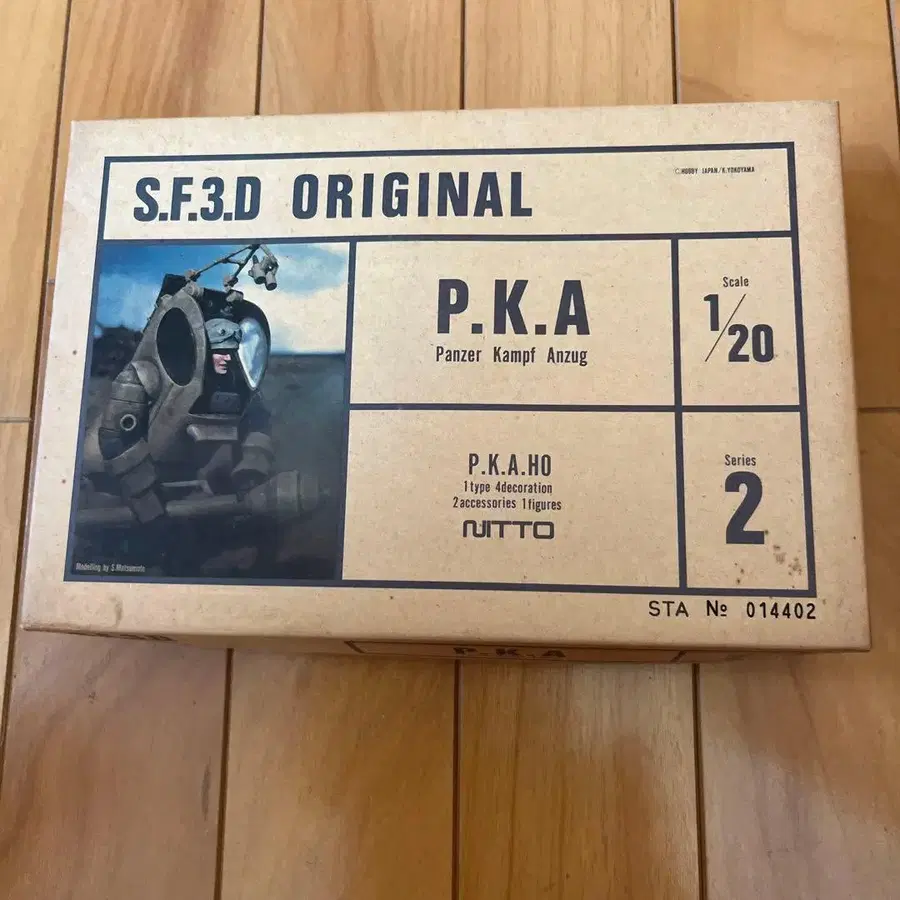 S.F.3.D ORIGINAL
©HOBBY JAPAN/K.YOKOYAMA
P.K.A
Panzer Kampf Anzug
Scale
1/20
P.K.A.HO
1type 4decoration
2accessories 1figures
NITTO
Series
2
Modelling by S.Matsumoto
STA № 014402
P.K.A